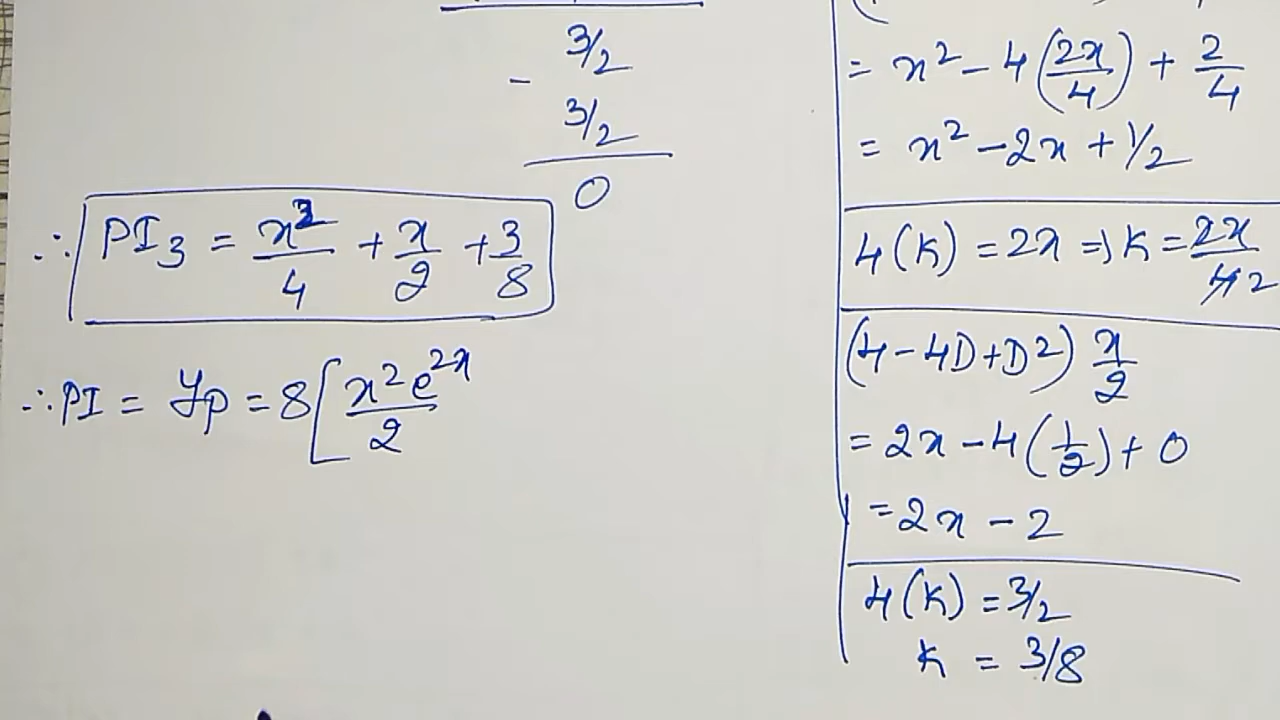 3/2
- 3/2
0
∴ PI₃ = x²/4 + x/2 + 3/8
∴ PI = yp = 8[x²e^2x/2
= x² - 4(2x/4) + 2/4
= x² - 2x + 1/2
4(K) = 2x ⇒ K = 2x/4 2
(4 - 4D + D²) x/2
= 2x - 4(1/2) + 0
= 2x - 2
4(K) = 3/2
K = 3/8